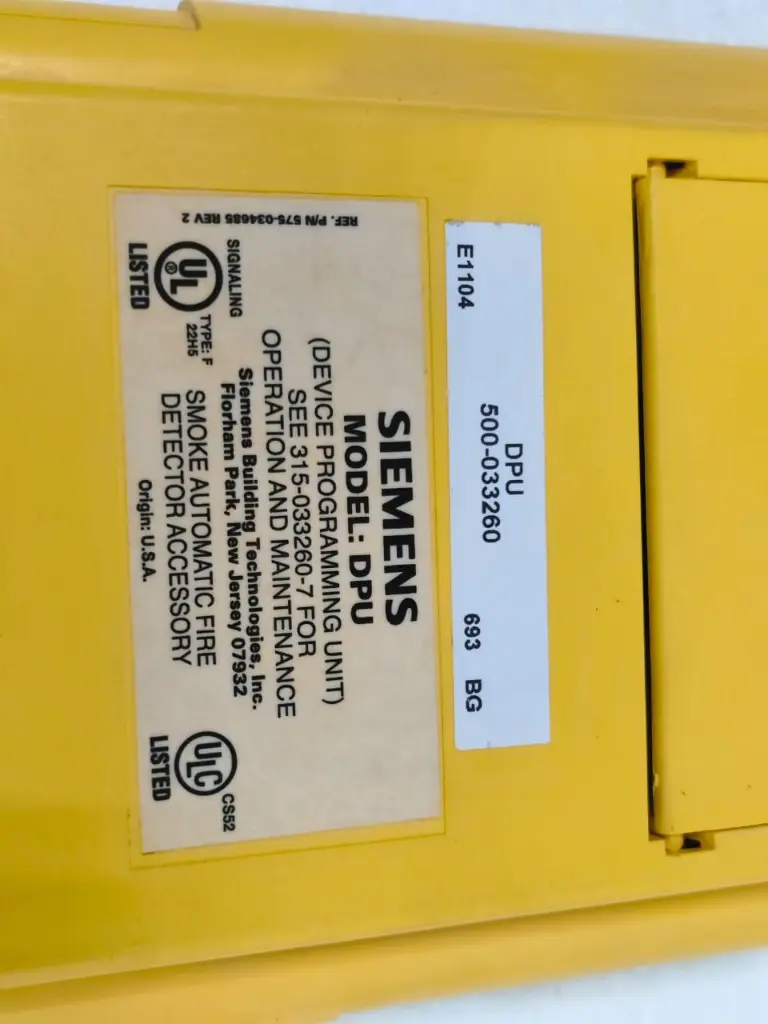 E1104
DPU
500-033260
693 BG
SIEMENS
MODEL: DPU
(DEVICE PROGRAMMING UNIT)
SEE 315-033260-7 FOR
OPERATION AND MAINTENANCE
Siemens Building Technologies, Inc.
Florham Park, New Jersey 07932
SIGNALING
UL ®
LISTED
TYPE: F
22H5
SMOKE AUTOMATIC FIRE
DETECTOR ACCESSORY
Origin: U.S.A.
ULC
LISTED
CS52
REF. P/N 575-034685 REV 2